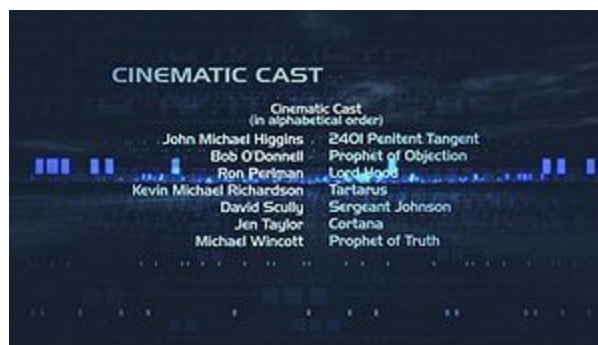 CINEMATIC CAST
Cinematic Cast
(in alphabetical order)
John Michael Higgins 2401 Penitent Tangent
Bob O'Donnell Prophet of Objection
Ron Perlman Lord Hood
Kevin Michael Richardson Tartarus
David Scully Sergeant Johnson
Jen Taylor Cortana
Michael Wincott Prophet of Truth